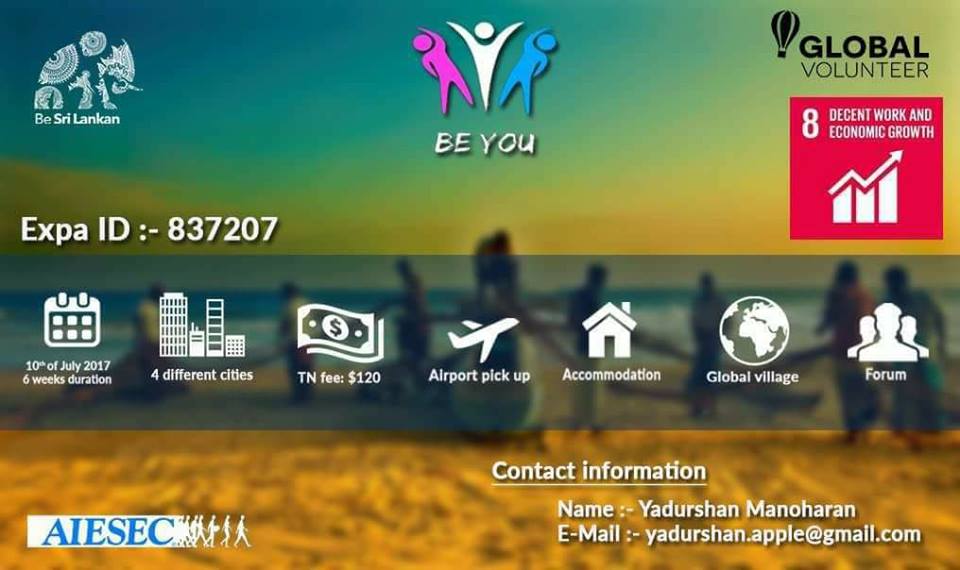 Be Sri Lankan
BE YOU
GLOBAL
VOLUNTEER
8 DECENT WORK AND
ECONOMIC GROWTH
Expa ID :- 837207
10th of July 2017
6 weeks duration
4 different cities
TN fee: $120
Airport pick up
Accommodation
Global village
Forum
Contact information
Name :- Yadurshan Manoharan
E-Mail :- yadurshan.apple@gmail.com
AIESEC